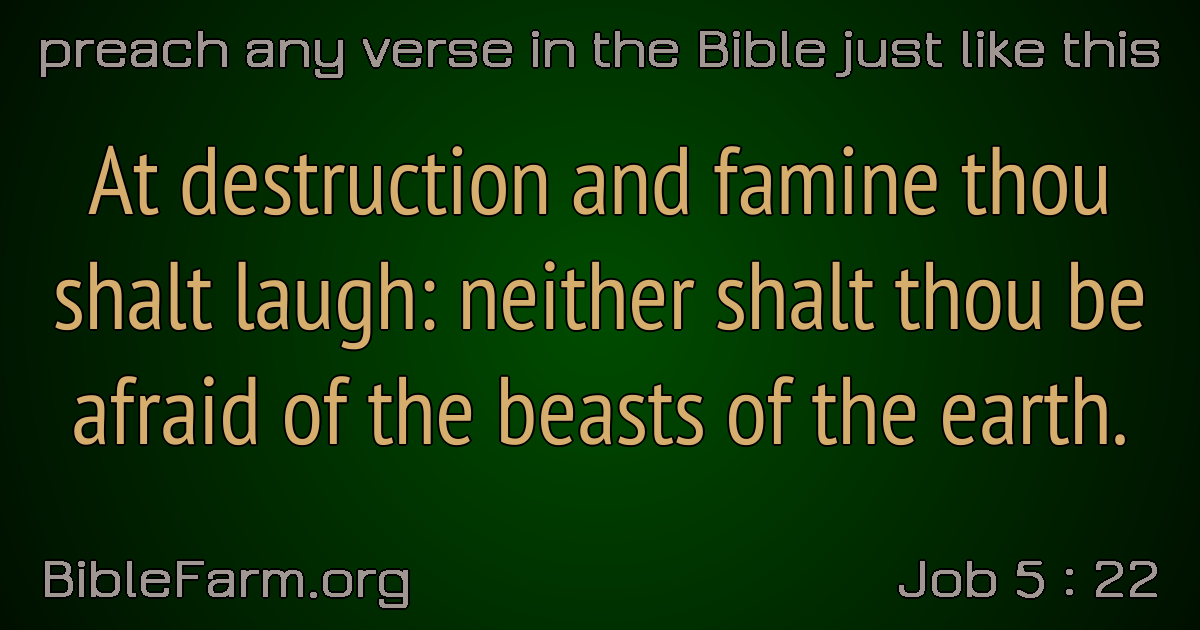 preach any verse in the Bible just like this
At destruction and famine thou
shalt laugh: neither shalt thou be
afraid of the beasts of the earth.
BibleFarm.org
Job 5 : 22